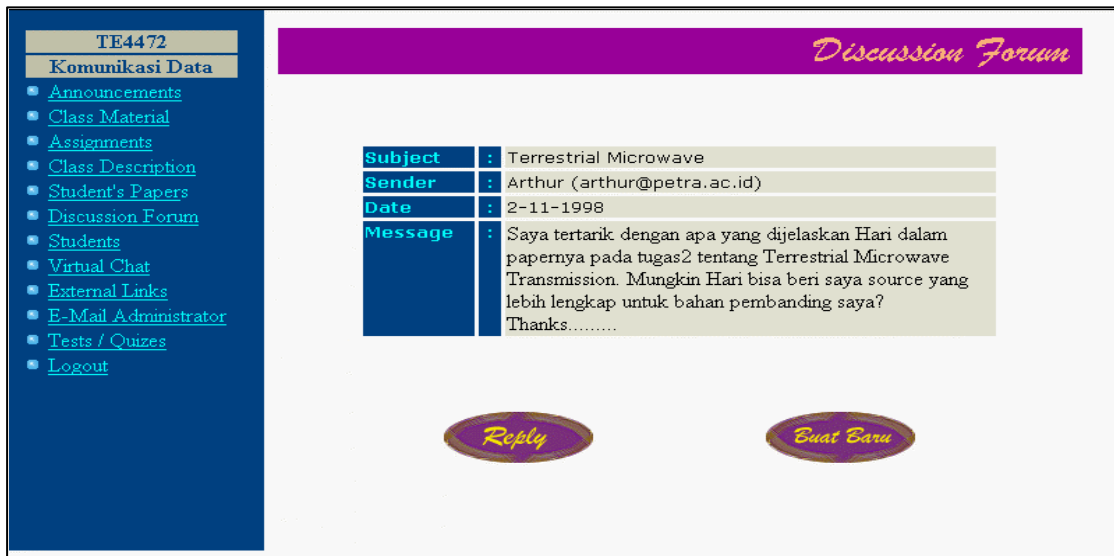 TE4472
Komunikasi Data
Announcements
Class Material
Assignments
Class Description
Student's Papers
Discussion Forum
Students
Virtual Chat
External Links
E-Mail Administrator
Tests / Quizes
Logout
Discussion Forum
Subject : Terrestrial Microwave
Sender : Arthur (arthur@petra.ac.id)
Date : 2-11-1998
Message : Saya tertarik dengan apa yang dijelaskan Hari dalam
papernya pada tugas2 tentang Terrestrial Microwave
Transmission. Mungkin Hari bisa beri saya source yang
lebih lengkap untuk bahan pembanding saya?
Thanks.........
Reply
Buat Baru